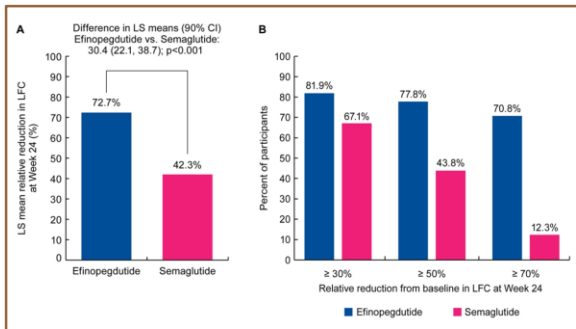 A
Difference in LS means (90% CI)
Efinopegdutide vs. Semaglutide:
30.4 (22.1, 38.7); p<0.001
LS mean relative reduction in LFC
at Week 24 (%)
100
90
80
70
60
50
40
30
20
10
0
72.7%
42.3%
Efinopegdutide
Semaglutide
B
Percent of participants
100
90
80
70
60
50
40
30
20
10
0
81.9%
67.1%
77.8%
43.8%
70.8%
12.3%
≥ 30%
≥ 50%
≥ 70%
Relative reduction from baseline in LFC at Week 24
Efinopegdutide
Semaglutide